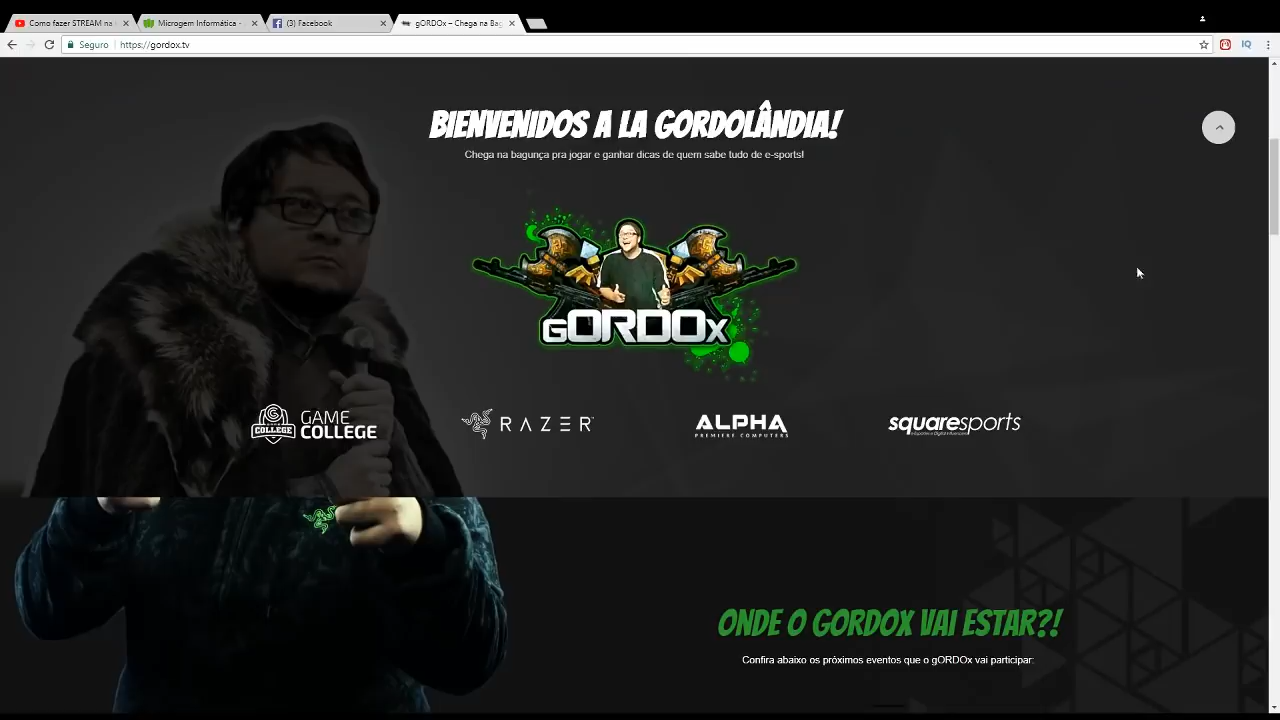 Como fazer STREAM na
Microgem Informática -
(3) Facebook
gORDOx – Chega na Bag
Seguro
https://gordox.tv
IQ
BIENVENIDOS A LA GORDOLÂNDIA!
Chega na bagunça pra jogar e ganhar dicas de quem sabe tudo de e-sports!
gORDOx
COLLEGE
GAME
COLLEGE
RAZER
ALPHA
PREMIERE COMPUTERS
squaresports
ONDE O GORDOX VAI ESTAR?!
Confira abaixo os próximos eventos que o gORDOx vai participar: